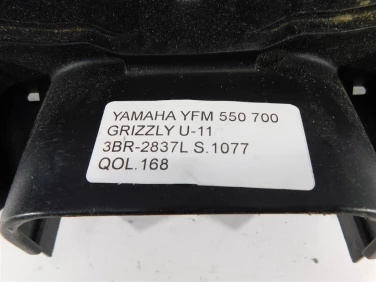 YAMAHA YFM 550 700
GRIZZLY U-11
3BR-2837L S.1077
QOL.168